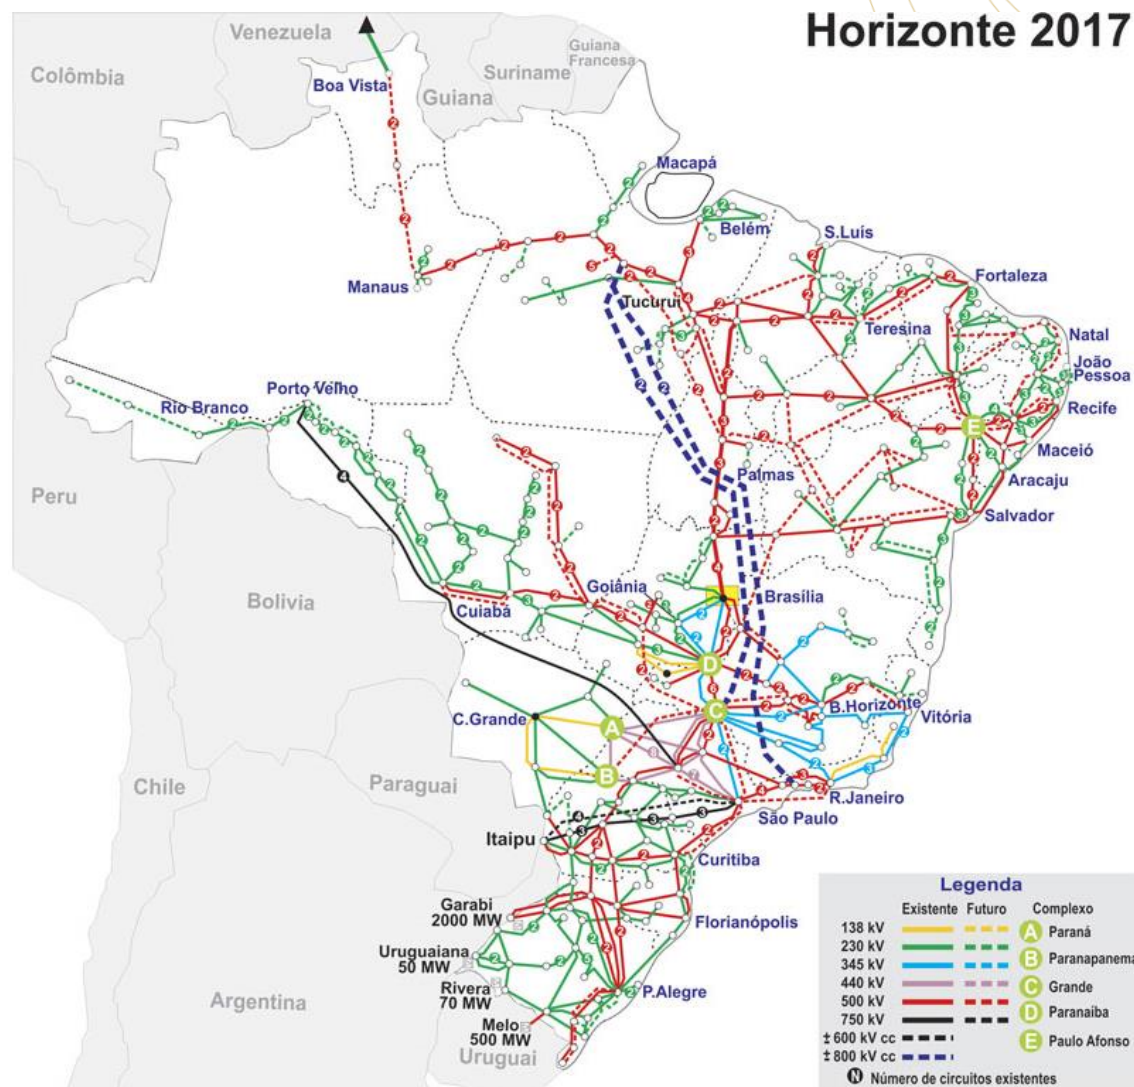 Horizonte 2017
Venezuela
Guiana
Francesa
Colômbia
Suriname
Boa Vista
Guiana
Macapá
Belém
S.Luís
Fortaleza
Manaus
Tucuruí
Teresina
Natal
João
Pessoa
Porto Velho
Rio Branco
Recife
Maceió
Palmas
Aracaju
Peru
Salvador
Goiânia
Brasília
Bolivia
Cuiabá
C.Grande
B.Horizonte
Vitória
Chile
Paraguai
R.Janeiro
São Paulo
Itaipu
Curitiba
Garabi
2000 MW
Florianópolis
Uruguaiana
50 MW
Rivera
70 MW
P.Alegre
Argentina
Melo
500 MW
Uruguai
A
B
C
D
E
Legenda
Existente Futuro Complexo
138 kV A Paraná
230 kV
345 kV B Paranapanema
440 kV C Grande
500 kV D Paranaíba
750 kV
±600 kV cc E Paulo Afonso
±800 kV cc
N Número de circuitos existentes